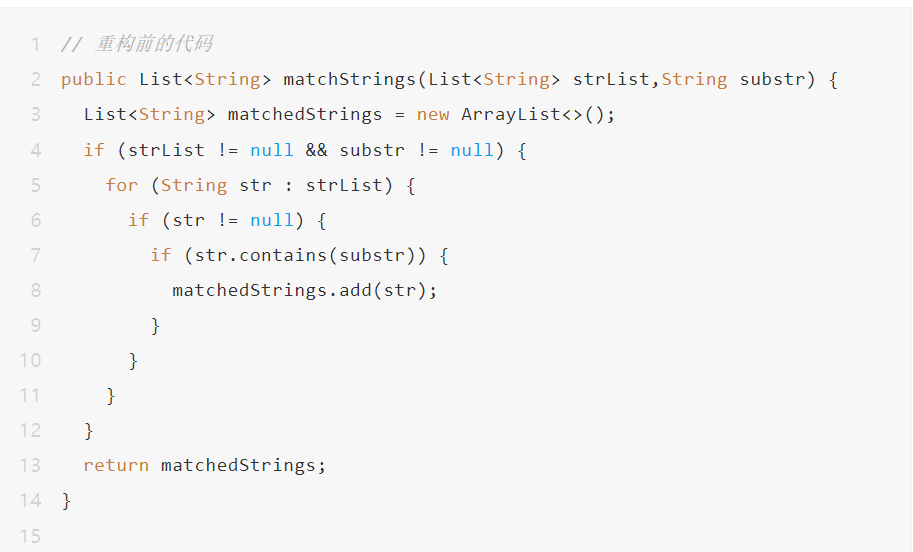 1 // 重构前的代码
2 public List<String> matchStrings(List<String> strList,String substr) {
3 List<String> matchedStrings = new ArrayList<>();
4 if (strList != null && substr != null) {
5 for (String str : strList) {
6 if (str != null) {
7 if (str.contains(substr)) {
8 matchedStrings.add(str);
9 }
10 }
11 }
12 }
13 return matchedStrings;
14 }
15